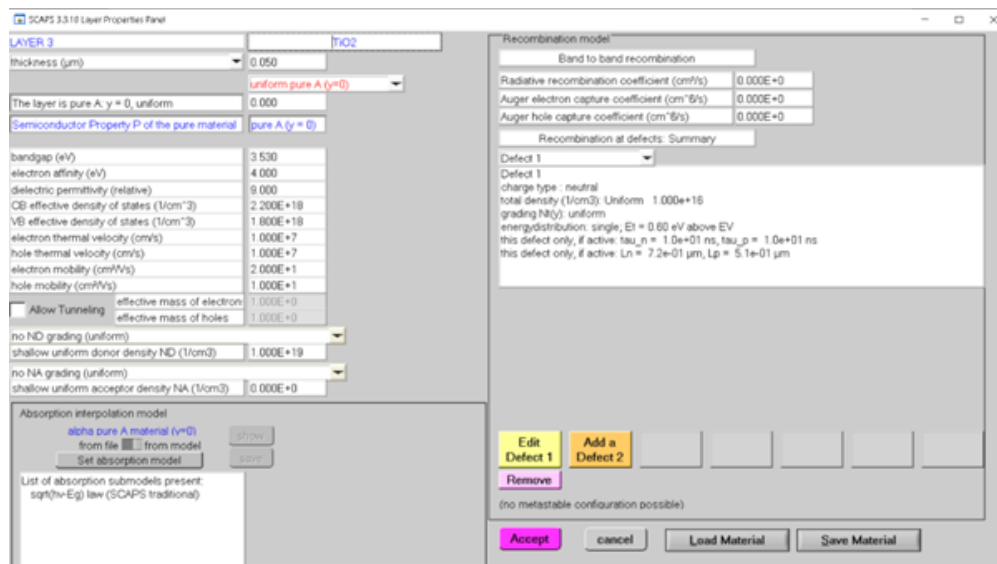 SCAPS 3.3.10 Layer Properties Panel
LAYER 3 TiO2
thickness (µm) 0.050
uniform pure A (y=0)
The layer is pure A: y = 0, uniform 0.000
Semiconductor Property P of the pure material pure A (y = 0)
bandgap (eV) 3.530
electron affinity (eV) 4.000
dielectric permittivity (relative) 9.000
CB effective density of states (1/cm^3) 2.200E+18
VB effective density of states (1/cm^3) 1.800E+18
electron thermal velocity (cm/s) 1.000E+7
hole thermal velocity (cm/s) 1.000E+7
electron mobility (cm²/Vs) 2.000E+1
hole mobility (cm²/Vs) 1.000E+1
Allow Tunneling
effective mass of electron 1.000E+0
effective mass of holes 1.000E+0
no ND grading (uniform)
shallow uniform donor density ND (1/cm3) 1.000E+19
no NA grading (uniform)
shallow uniform acceptor density NA (1/cm3) 0.000E+0
Absorption interpolation model
alpha pure A material (y=0)
from file from model
show
Set absorption model
save
List of absorption submodels present:
sqrt(hv-Eg) law (SCAPS traditional)
Recombination model
Band to band recombination
Radiative recombination coefficient (cm³/s) 0.000E+0
Auger electron capture coefficient (cm^6/s) 0.000E+0
Auger hole capture coefficient (cm^6/s) 0.000E+0
Recombination at defects: Summary
Defect 1
Defect 1
charge type : neutral
total density (1/cm3): Uniform 1.000e+16
grading Nt(y): uniform
energydistribution: single; Et = 0.60 eV above EV
this defect only, if active: tau_n = 1.0e+01 ns, tau_p = 1.0e+01 ns
this defect only, if active: Ln = 7.2e-01 µm, Lp = 5.1e-01 µm
Edit
Defect 1
Add a
Defect 2
Remove
(no metastable configuration possible)
Accept cancel Load Material Save Material